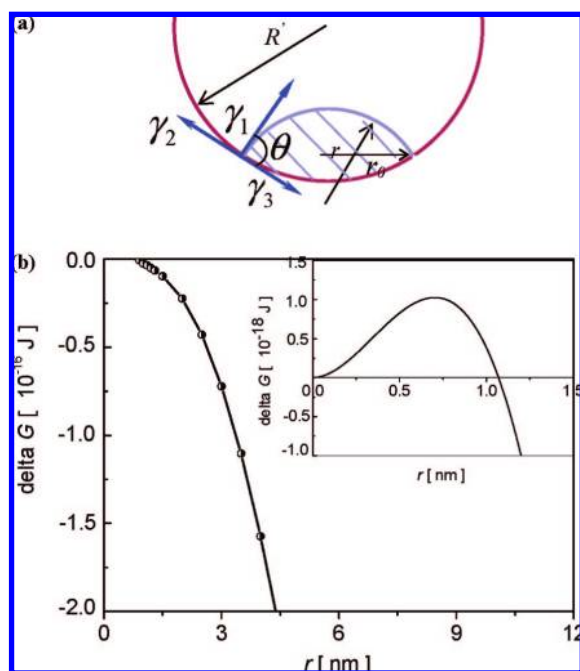 (a)
R'
γ₂
γ₁
θ
r
r₀
γ₃
(b)
0.0
-0.5
-1.0
-1.5
-2.0
delta G [ 10⁻¹⁶ J]
0
3
6
9
12
r [ nm]
1.5
1.0
0.5
0
-0.5
-1.0
delta G [ 10⁻¹⁸ J]
0.0
0.5
1.0
1.5
r [ nm]